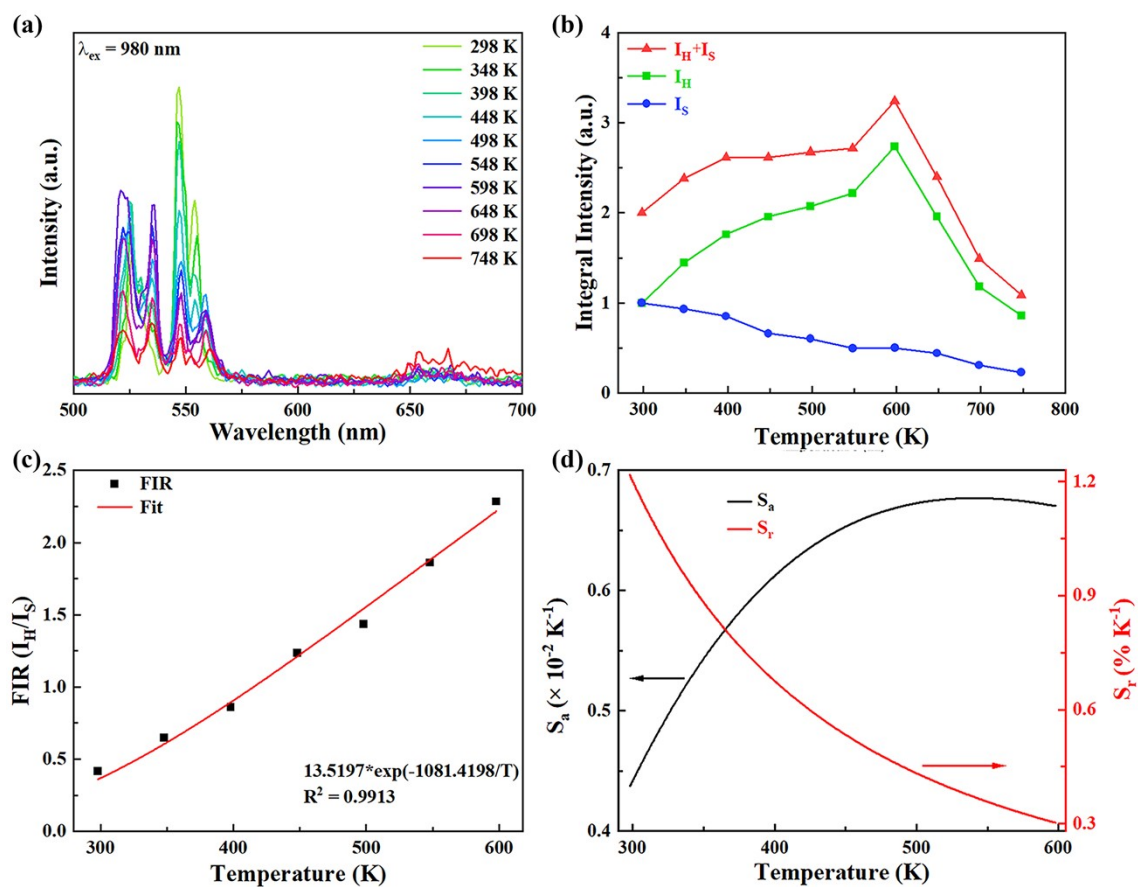 (a)
λex = 980 nm
298 K
348 K
398 K
448 K
498 K
548 K
598 K
648 K
698 K
748 K
Intensity (a.u.)
500 550 600 650 700
Wavelength (nm)
(b)
IH+IS
IH
IS
Integral Intensity (a.u.)
4
3
2
1
0
300 400 500 600 700 800
Temperature (K)
(c)
FIR
Fit
FIR (IH/IS)
2.5
2.0
1.5
1.0
0.5
0.0
13.5197*exp(-1081.4198/T)
R² = 0.9913
300 400 500 600
Temperature (K)
(d)
Sa
Sr
Sa (× 10⁻² K⁻¹)
0.7
0.6
0.5
0.4
Sr (% K⁻¹)
1.2
0.9
0.6
0.3
300 400 500 600
Temperature (K)